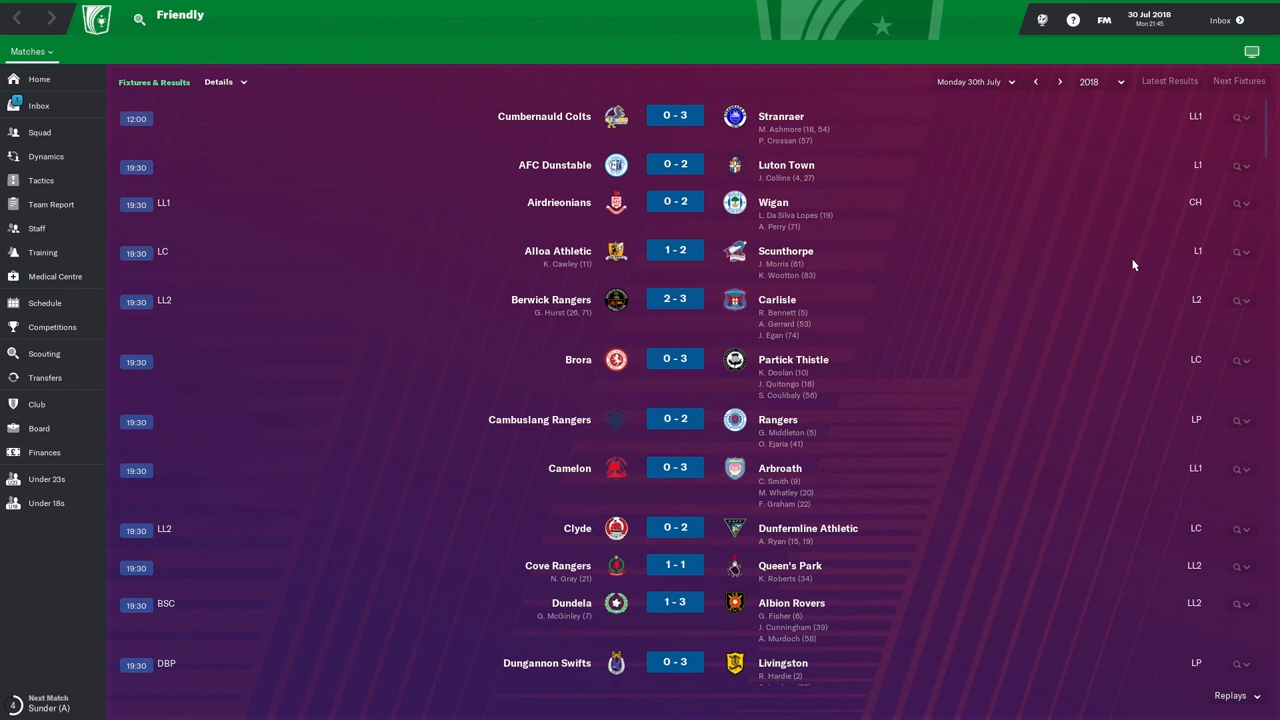 Friendly
FM
30 Jul 2018
Mon 21:45
Inbox
Matches
Home
1
Inbox
Squad
Dynamics
Tactics
Team Report
Staff
Training
Medical Centre
Schedule
Competitions
Scouting
Transfers
Club
Board
Finances
Under 23s
U18
Under 18s
4
Next Match
Sunder (A)
Fixtures & Results
Details
Monday 30th July
2018
Latest Results
Next Fixtures
12:00 Cumbernauld Colts 0 - 3 Stranraer LL1
M. Ashmore (18, 54)
P. Crossan (57)
19:30 AFC Dunstable 0 - 2 Luton Town L1
J. Collins (4, 27)
19:30 LL1 Airdrieonians 0 - 2 Wigan CH
L. Da Silva Lopes (19)
A. Perry (71)
19:30 LC Alloa Athletic 1 - 2 Scunthorpe L1
K. Cawley (11) J. Morris (61)
K. Wootton (83)
19:30 LL2 Berwick Rangers 2 - 3 Carlisle L2
G. Hurst (26, 71) R. Bennett (5)
A. Gerrard (53)
J. Egan (74)
19:30 Brora 0 - 3 Partick Thistle LC
K. Doolan (10)
J. Quitongo (18)
S. Coulibaly (56)
19:30 Cambuslang Rangers 0 - 2 Rangers LP
G. Middleton (5)
O. Ejaria (41)
19:30 Camelon 0 - 3 Arbroath LL1
C. Smith (9)
M. Whatley (20)
F. Graham (22)
19:30 LL2 Clyde 0 - 2 Dunfermline Athletic LC
A. Ryan (15, 19)
19:30 Cove Rangers 1 - 1 Queen's Park LL2
N. Gray (21) K. Roberts (34)
19:30 BSC Dundela 1 - 3 Albion Rovers LL2
G. McGinley (7) G. Fisher (6)
J. Cunningham (39)
A. Murdoch (58)
19:30 DBP Dungannon Swifts 0 - 3 Livingston LP
R. Hardie (2)
Replays